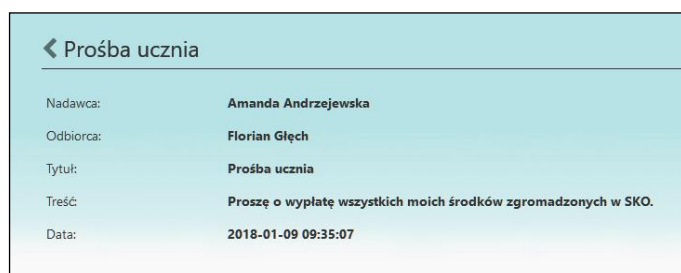 Prośba ucznia
Nadawca: Amanda Andrzejewska
Odbiorca: Florian Głęch
Tytuł: Prośba ucznia
Treść: Proszę o wypłatę wszystkich moich środków zgromadzonych w SKO.
Data: 2018-01-09 09:35:07